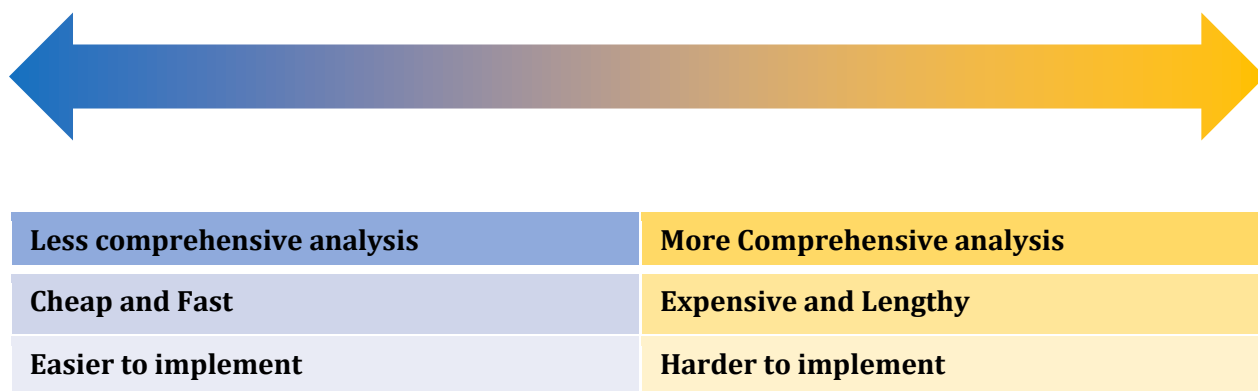 Less comprehensive analysis
More Comprehensive analysis
Cheap and Fast
Expensive and Lengthy
Easier to implement
Harder to implement